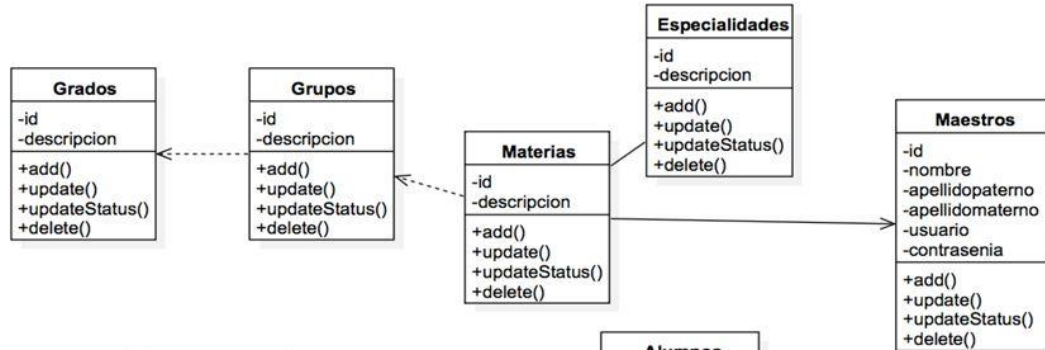 Especialidades
-id
-descripcion
+add()
+update()
+updateStatus()
+delete()
Grados
-id
-descripcion
+add()
+update()
+updateStatus()
+delete()
Grupos
-id
-descripcion
+add()
+update()
+updateStatus()
+delete()
Materias
-id
-descripcion
+add()
+update()
+updateStatus()
+delete()
Maestros
-id
-nombre
-apellidopaterno
-apellidomaterno
-usuario
-contrasenia
+add()
+update()
+updateStatus()
+delete()
Alumnos